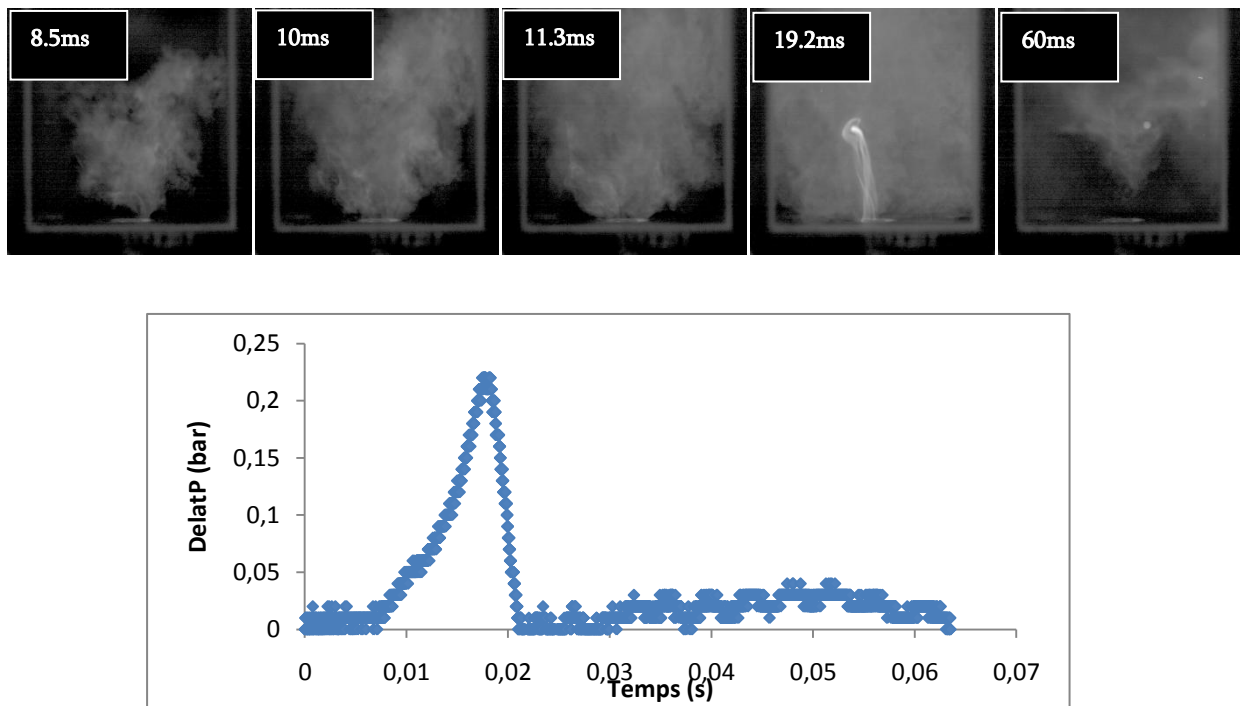 8.5ms
10ms
11.3ms
19.2ms
60ms
0,25
0,2
0,15
0,1
0,05
0
DelatP (bar)
0 0,01 0,02 0,03 0,04 0,05 0,06 0,07
Temps (s)